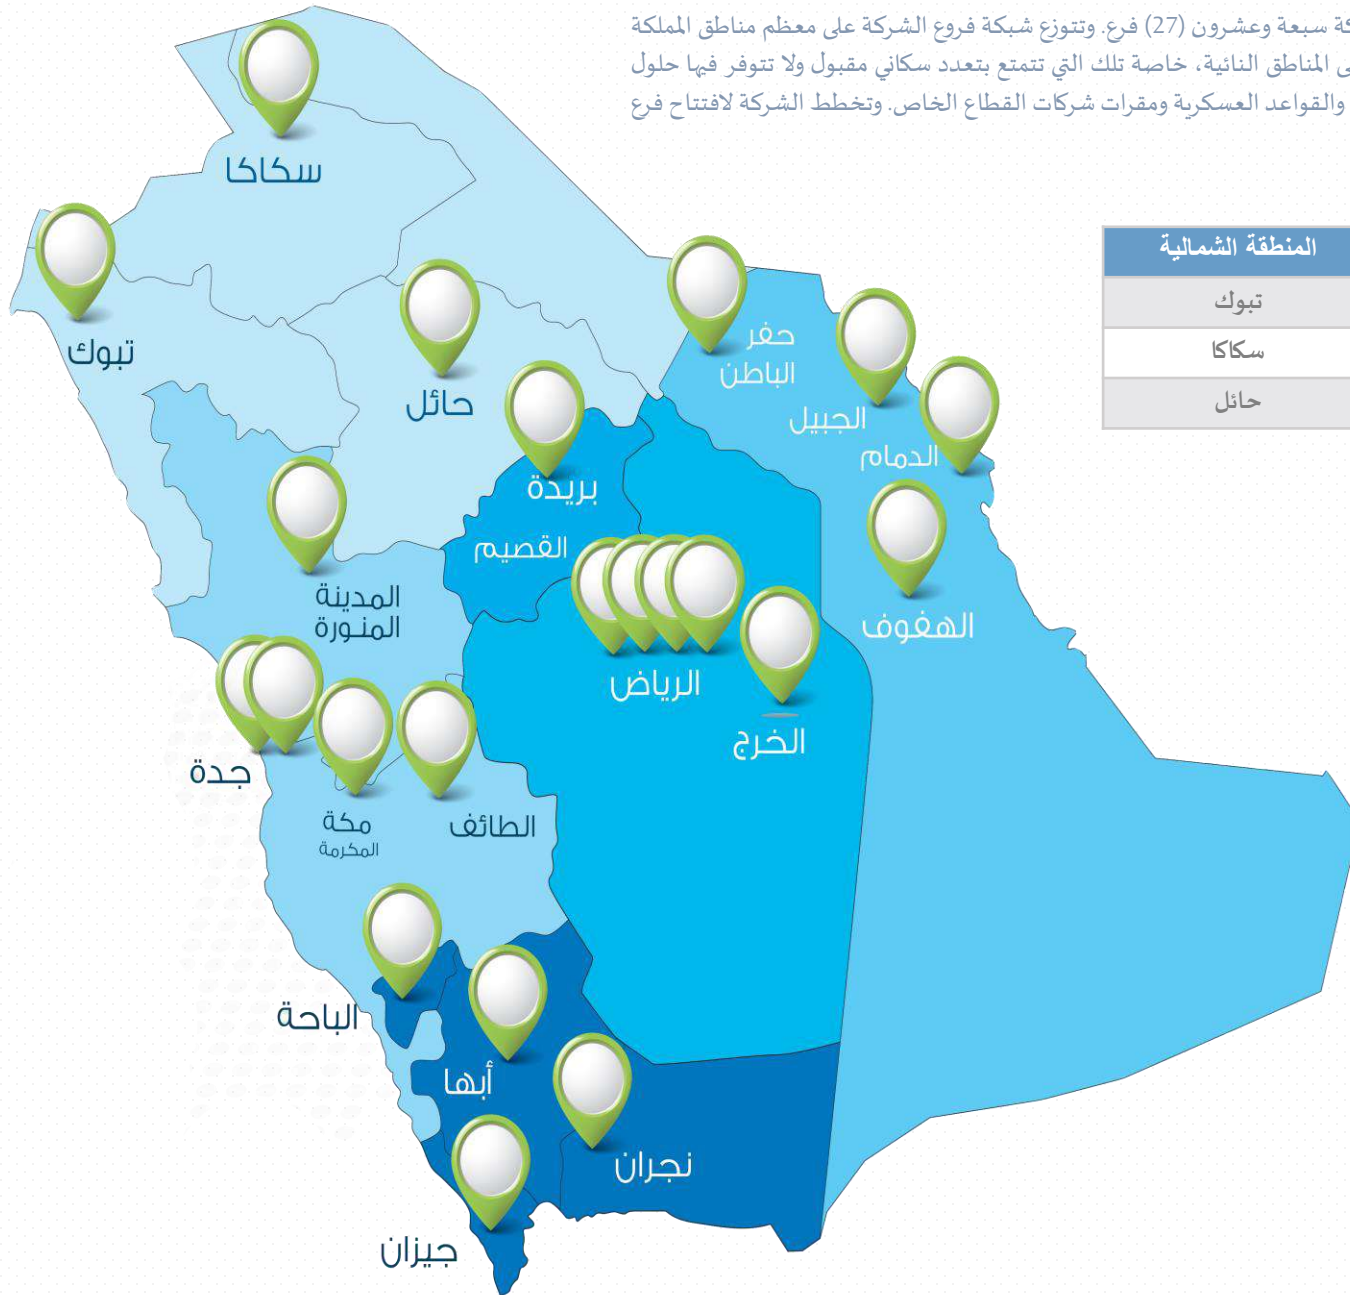 كة سبعة وعشرون (27) فرع. وتتوزع شبكة فروع الشركة على معظم مناطق المملكة
ى المناطق النائية، خاصة تلك التي تتمتع بتعدد سكاني مقبول ولا تتوفر فيها حلول
والقواعد العسكرية ومقرات شركات القطاع الخاص. وتخطط الشركة لافتتاح فرع
سكاكا
المنطقة الشمالية
تبوك
سكاكا
حائل
تبوك
حائل
حفر
الباطن
الجبيل
الدمام
بريدة
القصيم
المدينة
المنورة
الهفوف
الرياض
الخرج
جدة
مكة
المكرمة
الطائف
الباحة
أبها
نجران
جيزان